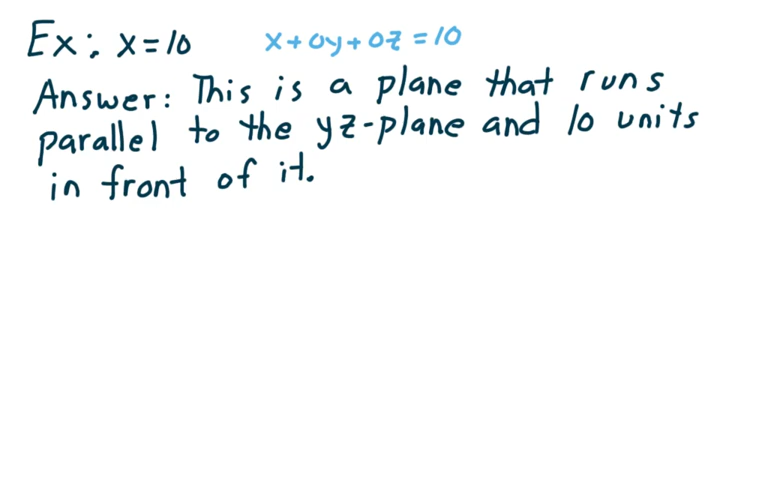 Ex: x=10 x+0y+0z=10
Answer: This is a plane that runs
parallel to the yz-plane and 10 units
in front of it.